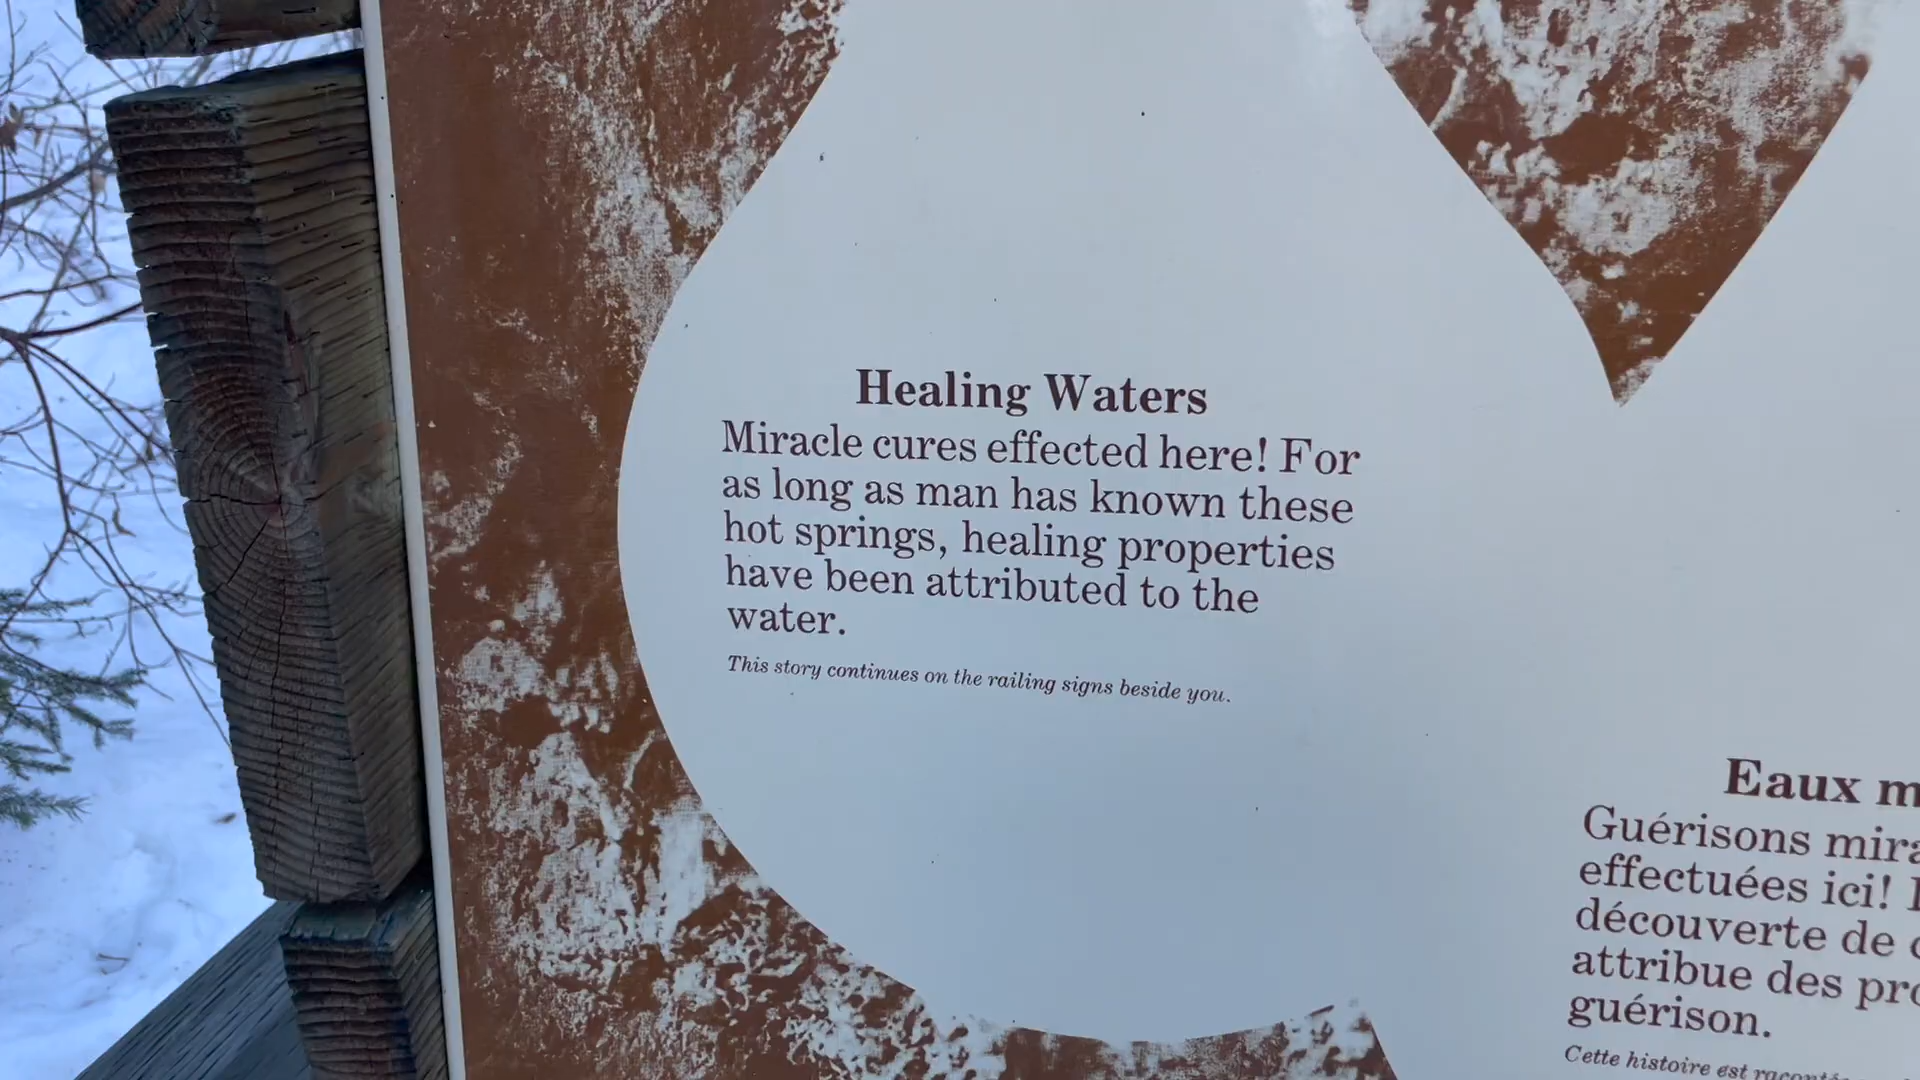 Healing Waters
Miracle cures effected here! For
as long as man has known these
hot springs, healing properties
have been attributed to the
water.
This story continues on the railing signs beside you.
Eaux
Guérisons
effectuées ici!
découverte de
attribue des
guérison.
Cette histoire est